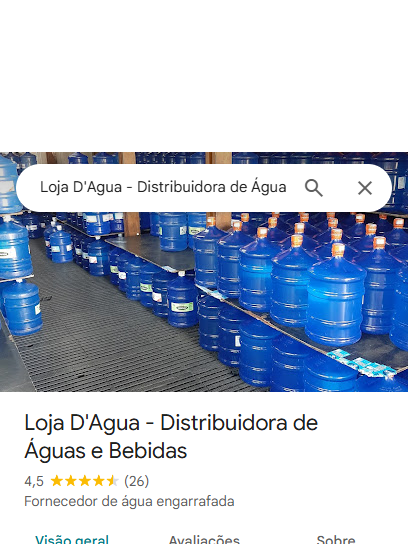 Loja D'Agua - Distribuidora de Água
Loja D'Agua - Distribuidora de
Águas e Bebidas
4,5 (26)
Fornecedor de água engarrafada
Visão geral Avaliações Sobre